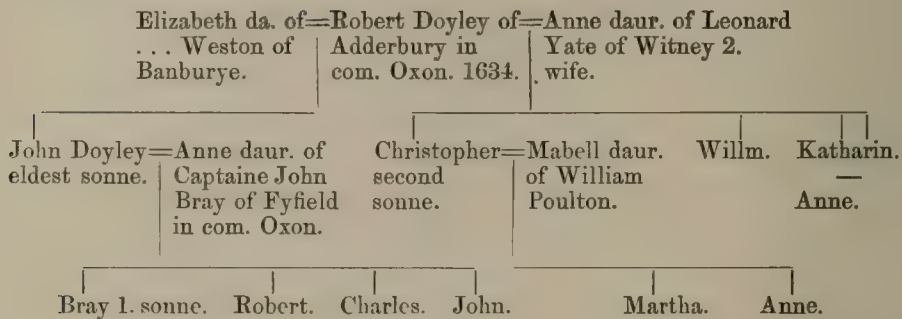 Elizabeth da. of=Robert Doyley of=Anne daur. of Leonard
. . . Weston of Adderbury in Yate of Witney 2.
Banburye. com. Oxon. 1634. wife.
John Doyley=Anne daur. of Christopher=Mabell daur. Willm. Katharin.
eldest sonne. Captaine John second of William —
Bray of Fyfield sonne. Poulton. Anne.
in com. Oxon.
Bray 1. sonne. Robert. Charles. John. Martha. Anne.